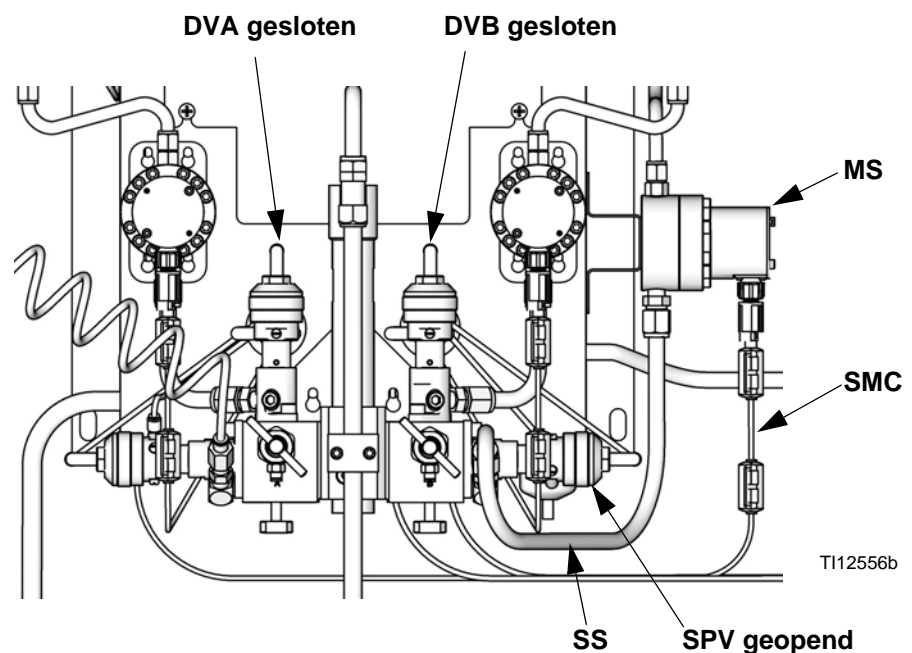 DVA gesloten
DVB gesloten
MS
SMC
TI12556b
SS
SPV geopend